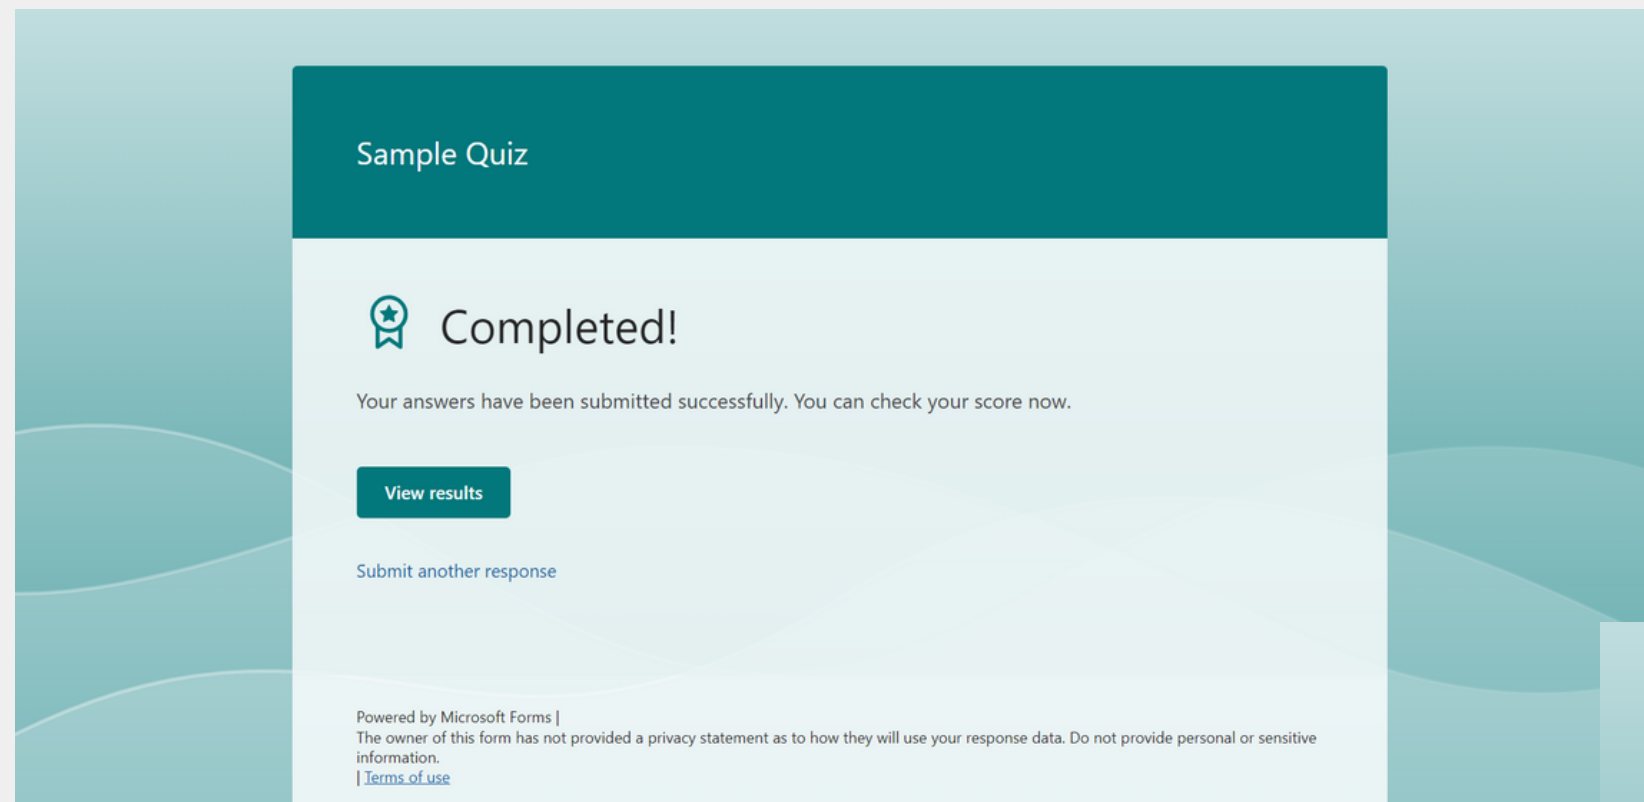 Sample Quiz
Completed!
Your answers have been submitted successfully. You can check your score now.
View results
Submit another response
Powered by Microsoft Forms |
The owner of this form has not provided a privacy statement as to how they will use your response data. Do not provide personal or sensitive
information.
| Terms of use